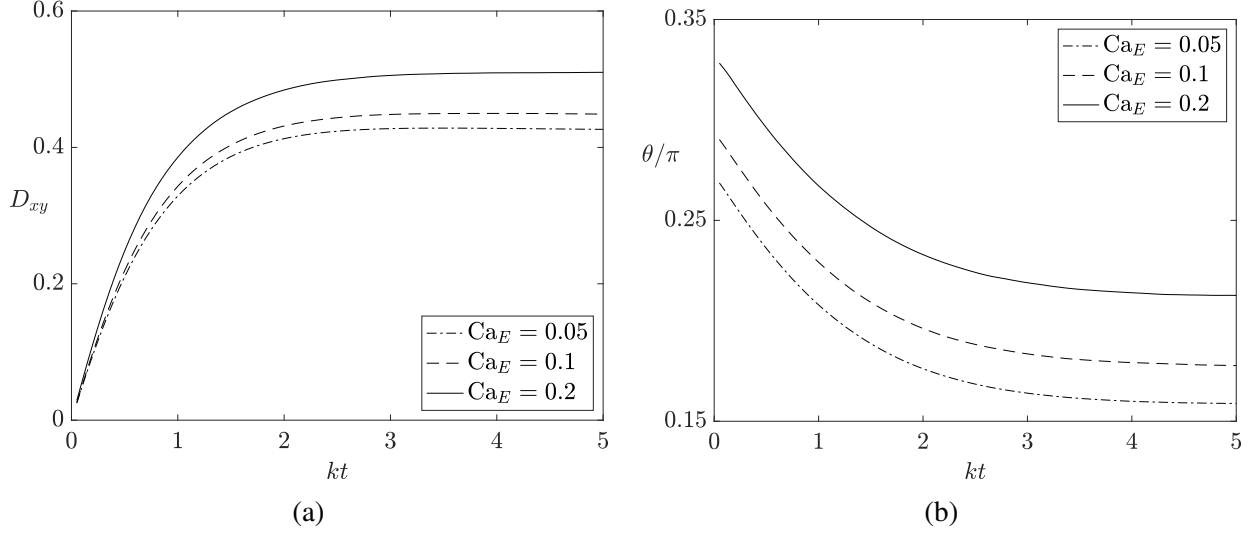 0.6
0.4
0.2
0
D_{xy}
Ca_E = 0.05
Ca_E = 0.1
Ca_E = 0.2
0 1 2 3 4 5
kt
(a)
0.35
0.25
0.15
θ/π
Ca_E = 0.05
Ca_E = 0.1
Ca_E = 0.2
0 1 2 3 4 5
kt
(b)